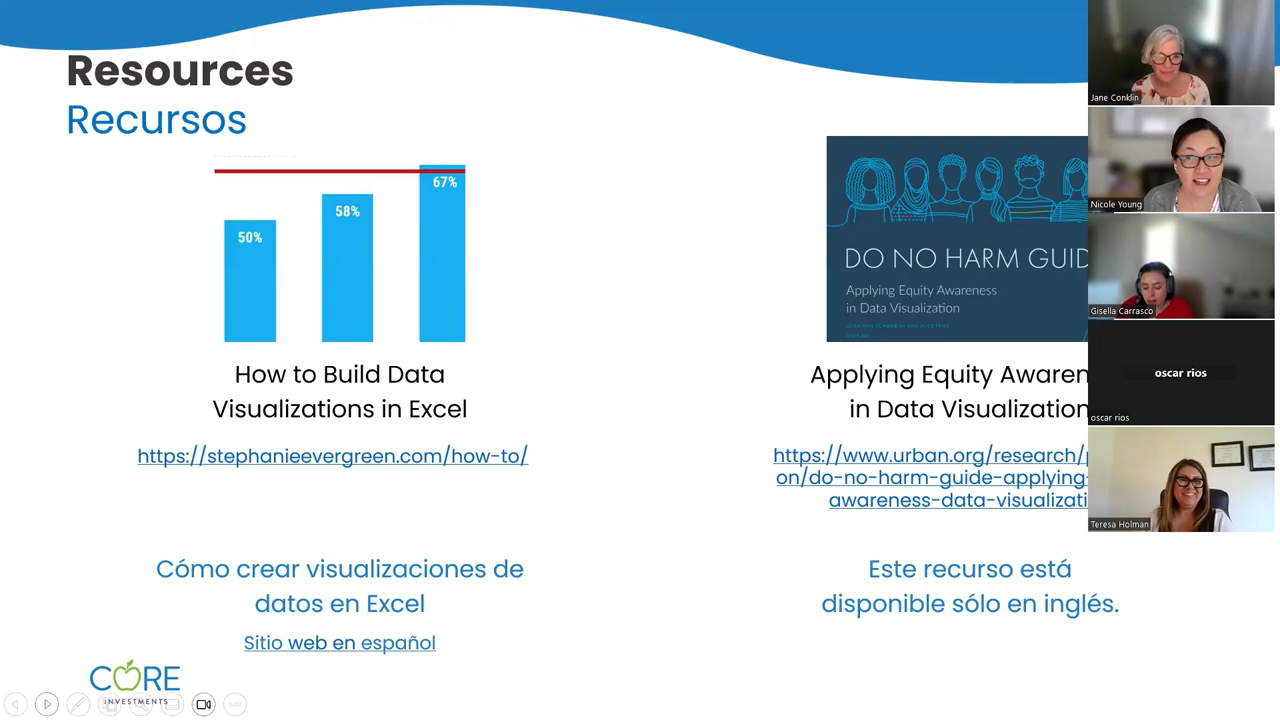 Resources
Recursos
50%
58%
67%
How to Build Data
Visualizations in Excel
https://stephanieevergreen.com/how-to/
Cómo crear visualizaciones de
datos en Excel
Sitio web en español
DO NO HARM GUID
Applying Equity Awareness
in Data Visualization
Applying Equity Awaren
in Data Visualization
https://www.urban.org/research/
on/do-no-harm-guide-applying-
awareness-data-visualizati
Este recurso está
disponible sólo en inglés.
CORE
INVESTMENTS
Jane Conklin
Nicole Young
Gisella Carrasco
oscar rios
oscar rios
Teresa Holman